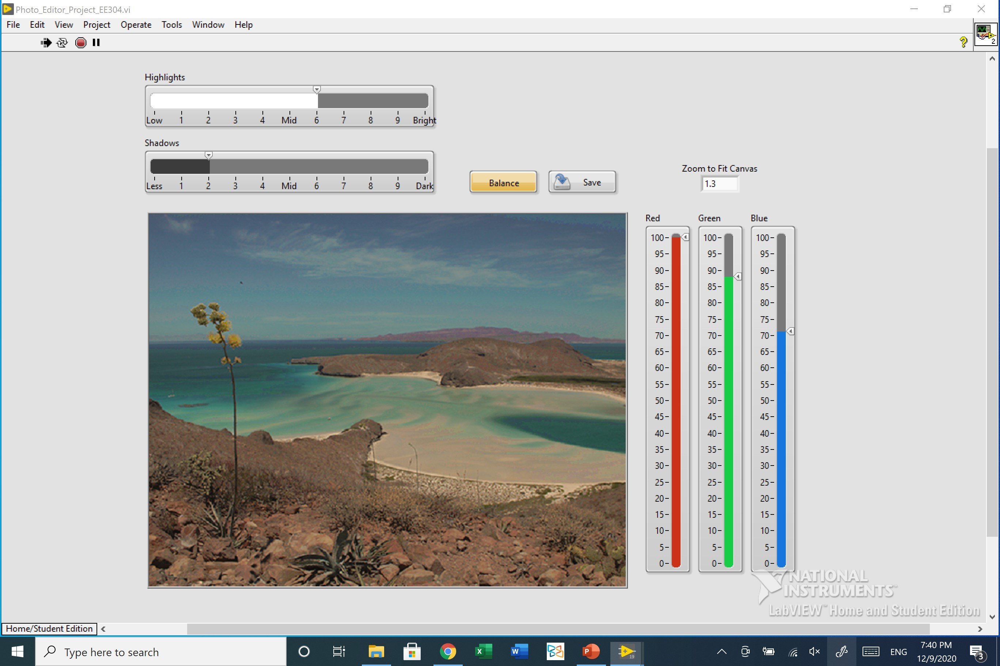 Photo_Editor_Project_EE304.vi
File Edit View Project Operate Tools Window Help
2
Highlights
Low 1 2 3 4 Mid 6 7 8 9 Bright
Shadows
Less 1 2 3 4 Mid 6 7 8 9 Dark
Balance
Save
Zoom to Fit Canvas
1.3
Red Green Blue
100 100 100
95 95 95
90 90 90
85 85 85
80 80 80
75 75 75
70 70 70
65 65 65
60 60 60
55 55 55
50 50 50
45 45 45
40 40 40
35 35 35
30 30 30
25 25 25
20 20 20
15 15 15
10 10 10
5 5 5
0 0 0
NATIONAL
INSTRUMENTS™
LabVIEW™ Home and Student Edition
Home/Student Edition
Type here to search
X
W
P
19
ENG
7:40 PM
12/9/2020
3